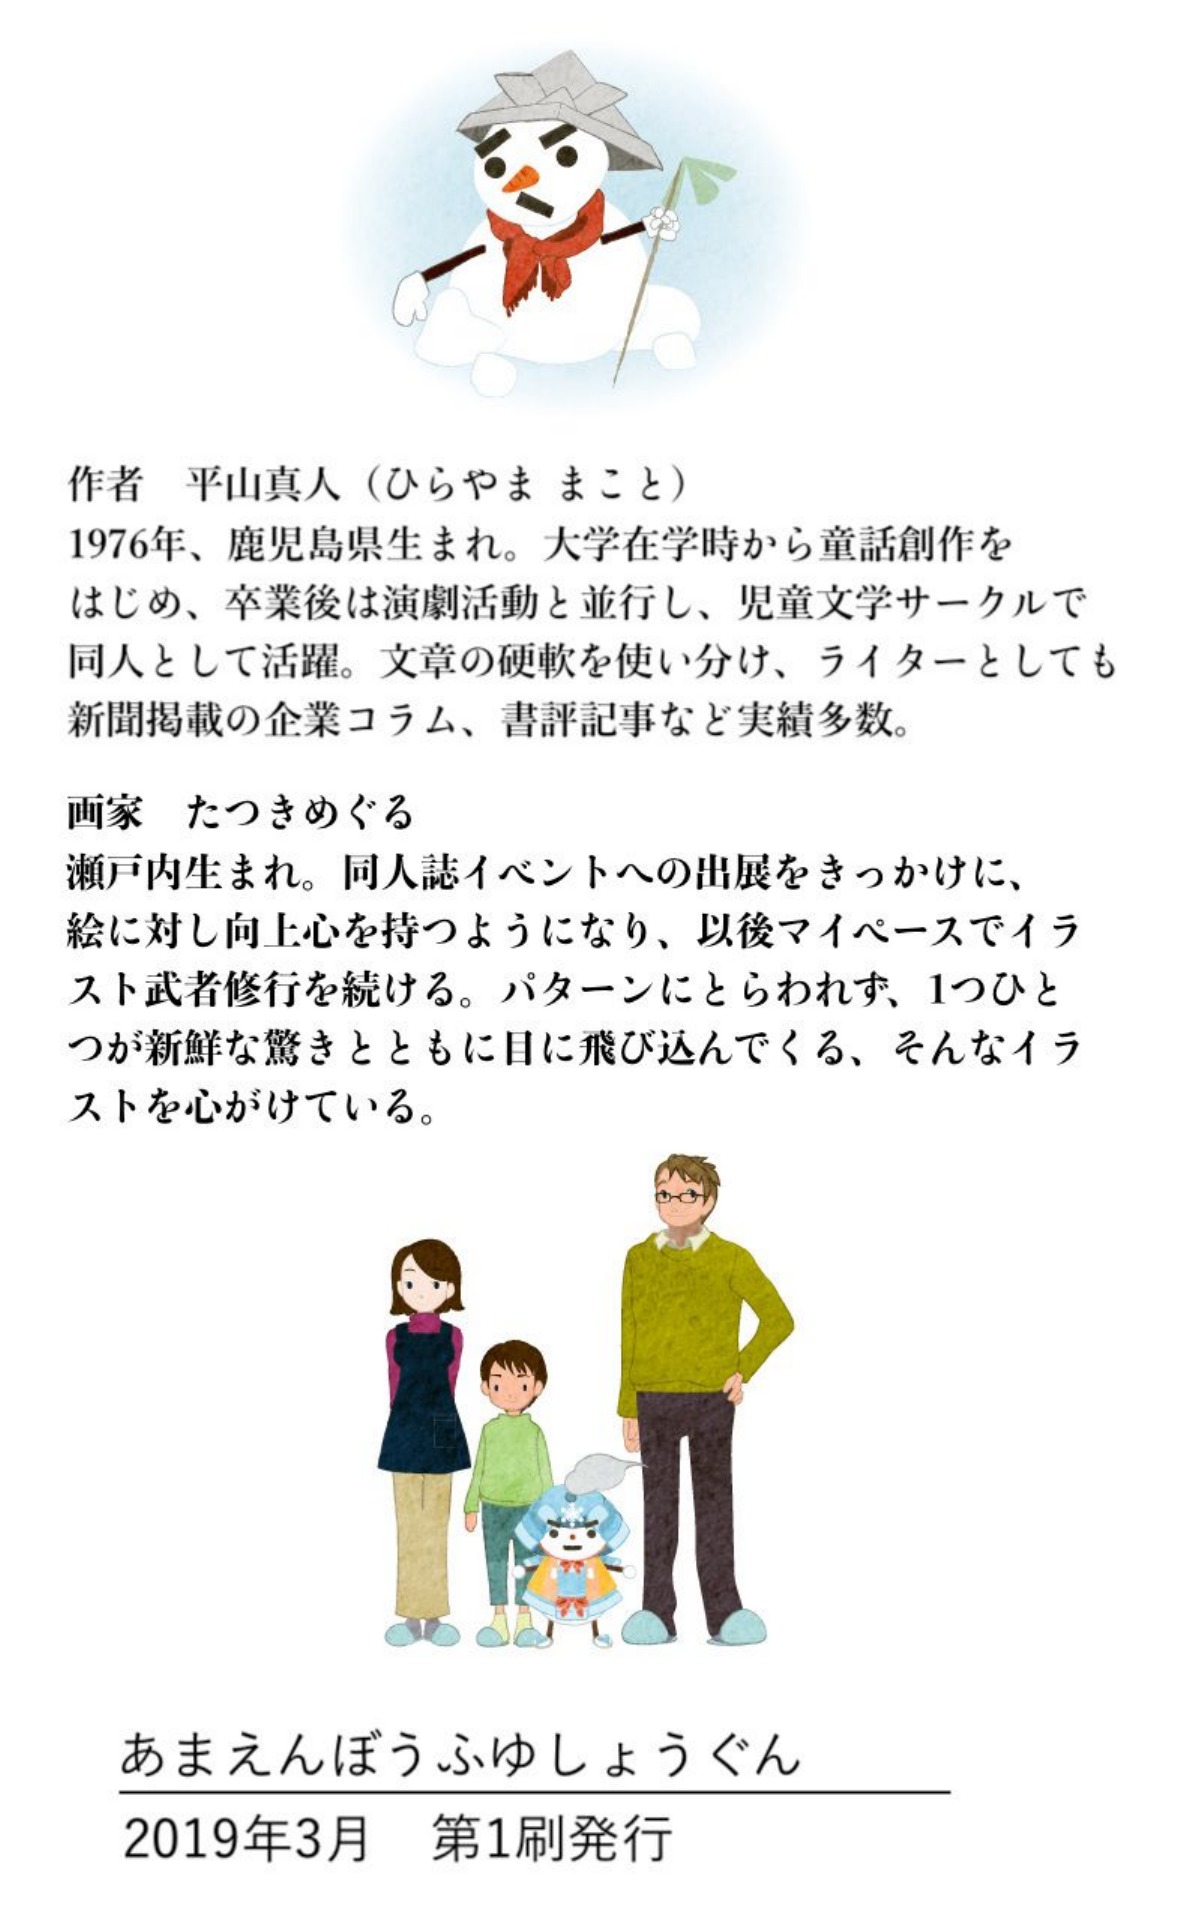 作者　平山真人（ひらやま まこと）
1976年、鹿児島県生まれ。大学在学時から童話創作を
はじめ、卒業後は演劇活動と並行し、児童文学サークルで
同人として活躍。文章の硬軟を使い分け、ライターとしても
新聞掲載の企業コラム、書評記事など実績多数。
画家　たつきめぐる
瀬戸内生まれ。同人誌イベントへの出展をきっかけに、
絵に対し向上心を持つようになり、以後マイペースでイラ
スト武者修行を続ける。パターンにとらわれず、1つひと
つが新鮮な驚きとともに目に飛び込んでくる、そんなイラ
ストを心がけている。
あまえんぼうふゆしょうぐん
2019年3月　第1刷発行